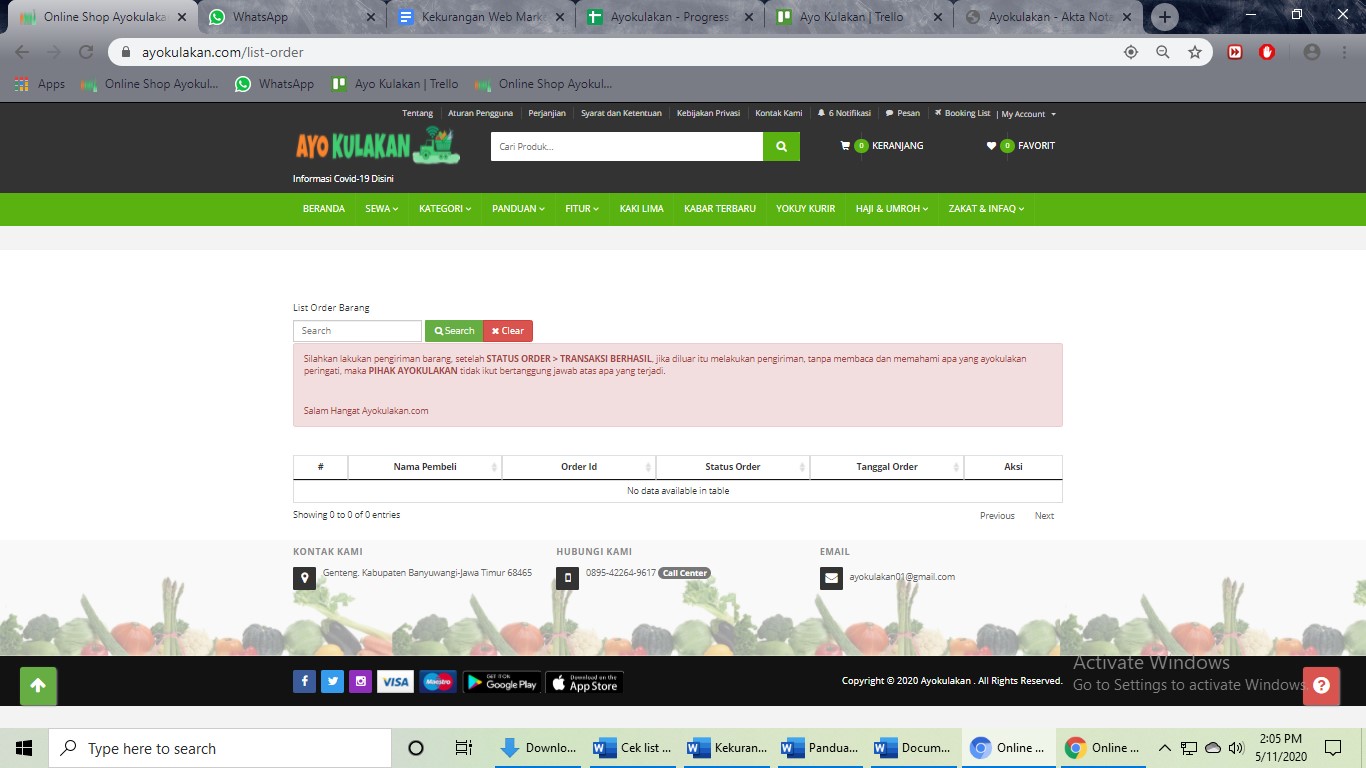 Online Shop Ayokulaka
WhatsApp
Kekurangan Web Mark
Ayokulakan - Progress
Ayo Kulakan | Trello
Ayokulakan - Akta Nota
ayokulakan.com/list-order
Apps
Online Shop Ayokul...
WhatsApp
Ayo Kulakan | Trello
Online Shop Ayokul...
Tentang
Aturan Pengguna
Perjanjian
Syarat dan Ketentuan
Kebijakan Privasi
Kontak Kami
6 Notifikasi
Pesan
Booking List
| My Account
AYO KULAKAN
Cari Produk...
0 KERANJANG
0 FAVORIT
Informasi Covid-19 Disini
BERANDA
SEWA
KATEGORI
PANDUAN
FITUR
KAKI LIMA
KABAR TERBARU
YOKUY KURIR
HAJI & UMROH
ZAKAT & INFAQ
List Order Barang
Search
Search
Clear
Silahkan lakukan pengiriman barang, setelah STATUS ORDER > TRANSAKSI BERHASIL, jika diluar itu melakukan pengiriman, tanpa membaca dan memahami apa yang ayokulakan
peringati, maka PIHAK AYOKULAKAN tidak ikut bertanggung jawab atas apa yang terjadi.
Salam Hangat Ayokulakan.com
#
Nama Pembeli
Order Id
Status Order
Tanggal Order
Aksi
No data available in table
Showing 0 to 0 of 0 entries
Previous
Next
KONTAK KAMI
Genteng. Kabupaten Banyuwangi-Jawa Timur 68465
HUBUNGI KAMI
0895-42264-9617 Call Center
EMAIL
ayokulakan01@gmail.com
VISA
Maestro
GET IT ON
Google Play
Download on the
App Store
Copyright © 2020 Ayokulakan . All Rights Reserved.
Activate Windows
Go to Settings to activate Windows.
Type here to search
Downlo...
Cek list ...
Kekuran...
Pandua...
Docum...
Online ...
Online ...
2:05 PM
5/11/2020